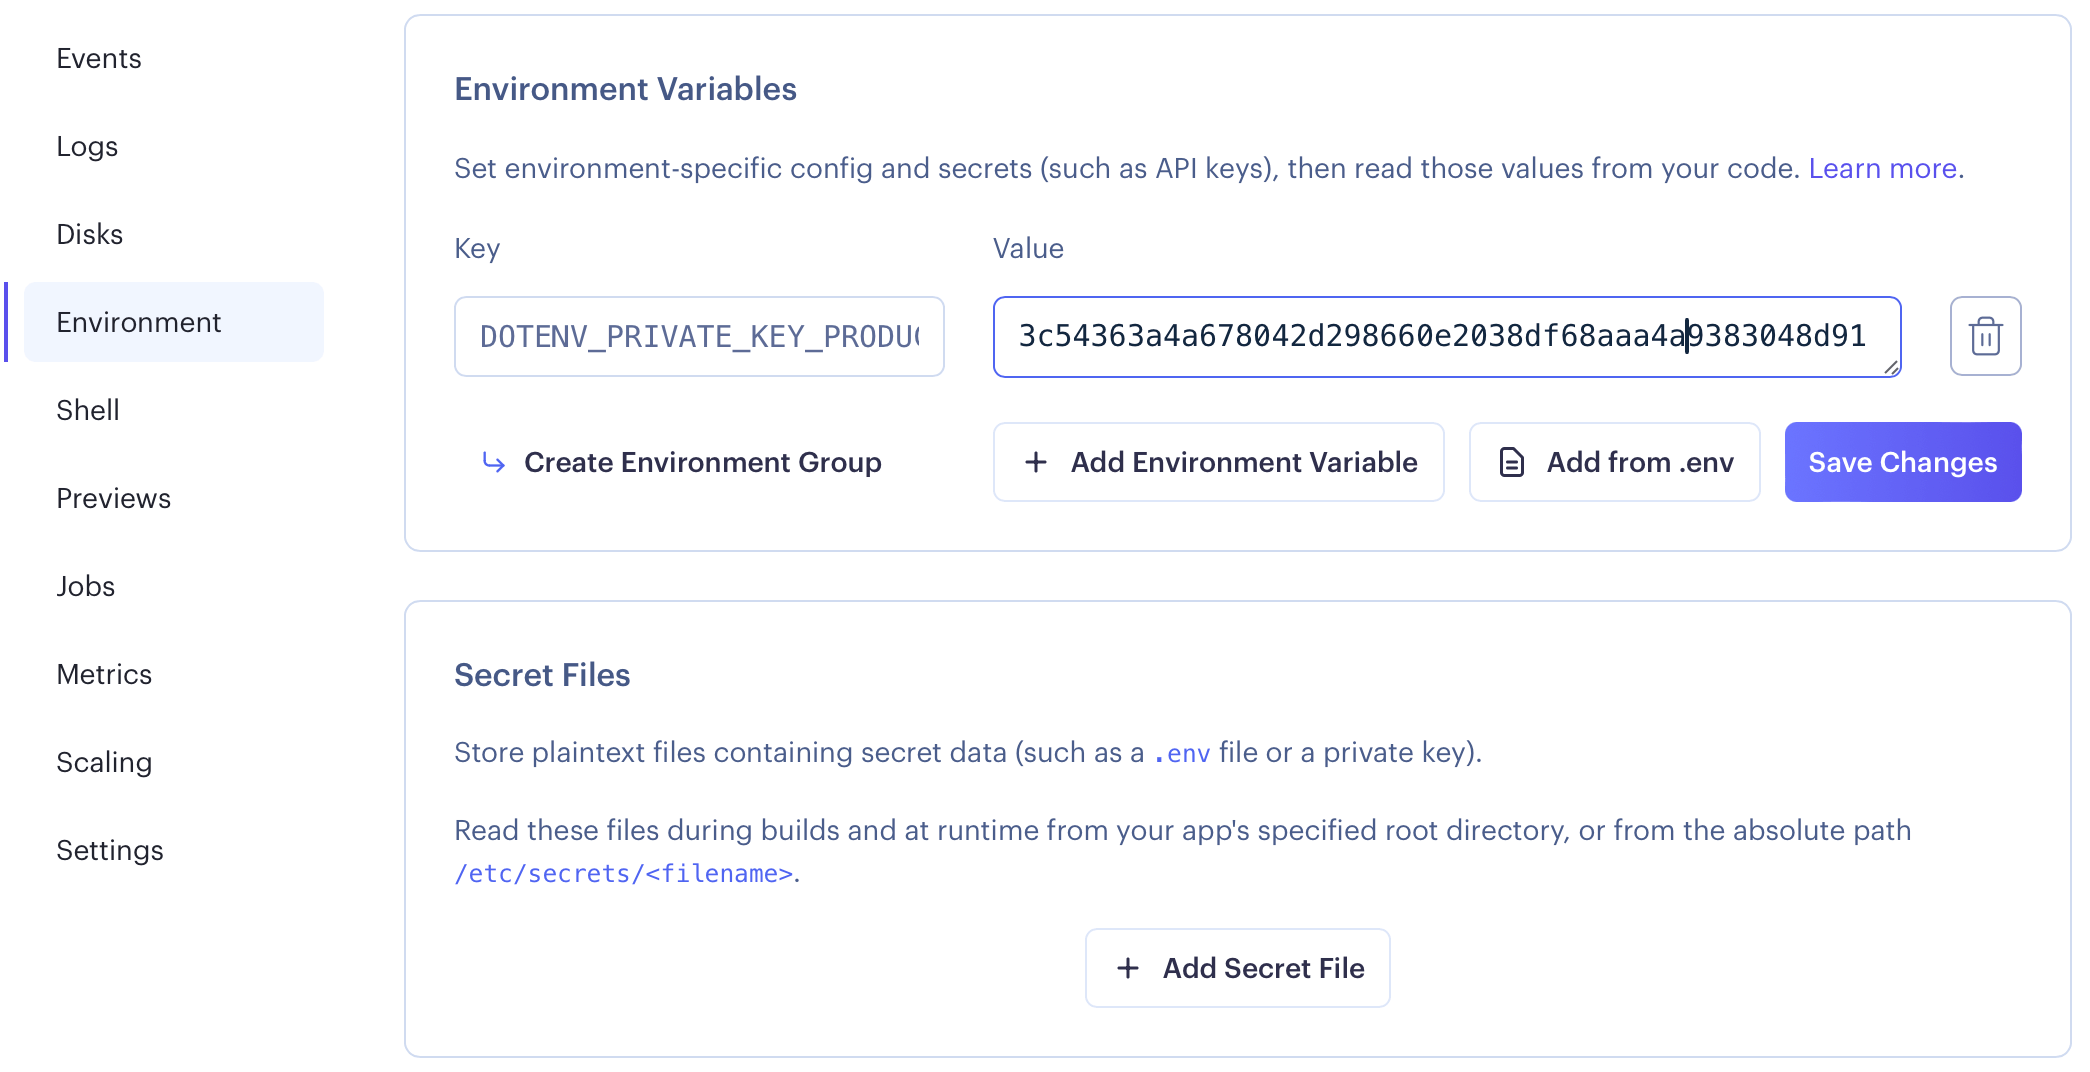 Events
Logs
Disks
Environment
Shell
Previews
Jobs
Metrics
Scaling
Settings
Environment Variables
Set environment-specific config and secrets (such as API keys), then read those values from your code. Learn more.
Key Value
DOTENV_PRIVATE_KEY_PRODUC 3c54363a4a678042d298660e2038df68aaa4a9383048d91
Create Environment Group + Add Environment Variable Add from .env Save Changes
Secret Files
Store plaintext files containing secret data (such as a .env file or a private key).
Read these files during builds and at runtime from your app's specified root directory, or from the absolute path
/etc/secrets/<filename>.
+ Add Secret File